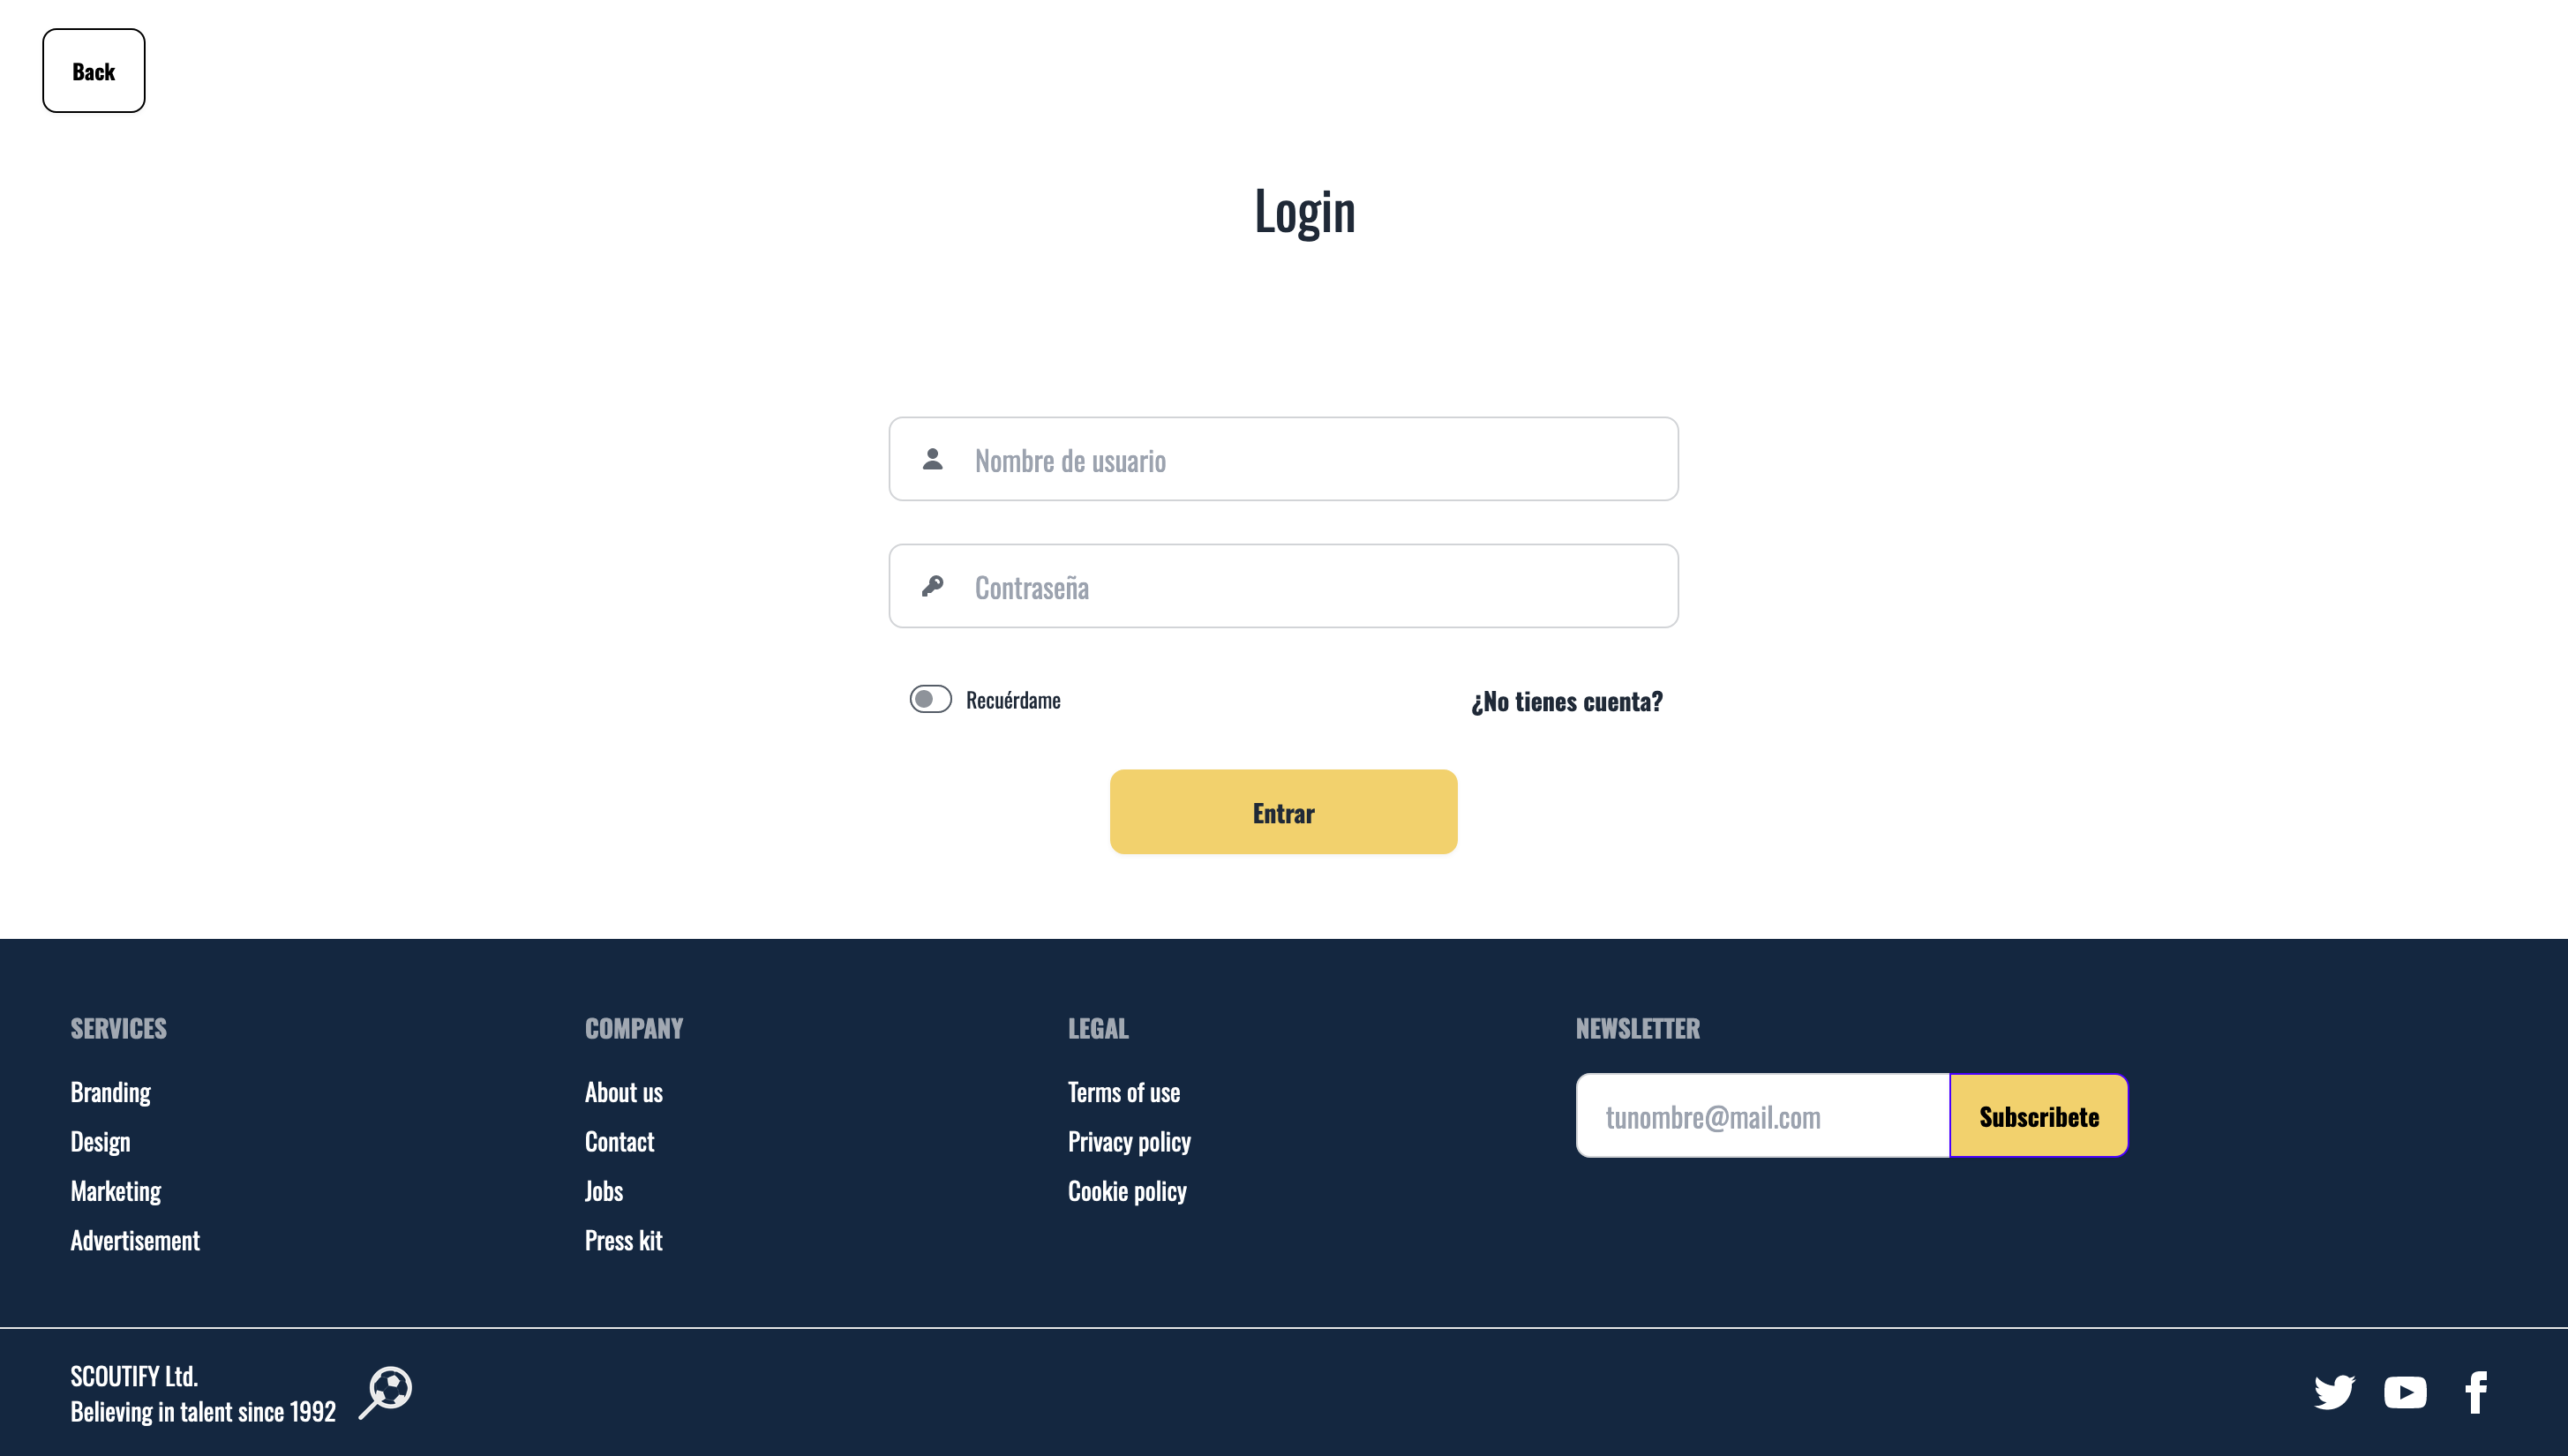 Back
Login
Nombre de usuario
Contraseña
Recuérdame
¿No tienes cuenta?
Entrar
SERVICES
Branding
Design
Marketing
Advertisement
COMPANY
About us
Contact
Jobs
Press kit
LEGAL
Terms of use
Privacy policy
Cookie policy
NEWSLETTER
tunombre@mail.com
Subscribete
SCOUTIFY Ltd.
Believing in talent since 1992